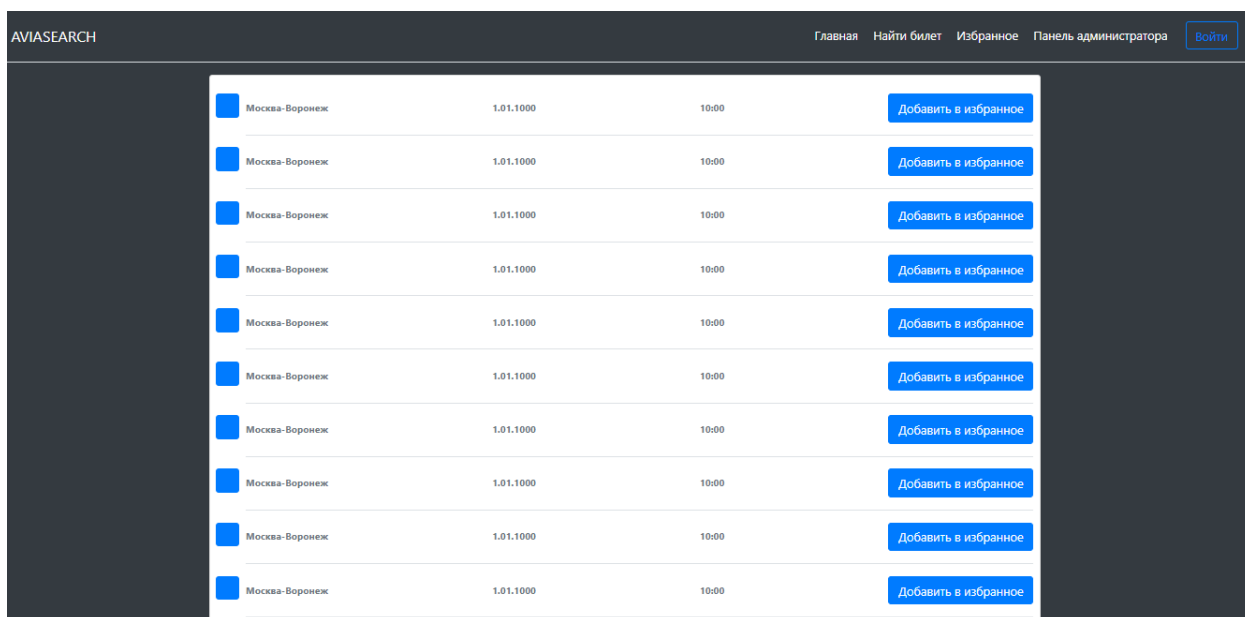 AVIASEARCH Главная Найти билет Избранное Панель администратора Войти
Москва-Воронеж 1.01.1000 10:00 Добавить в избранное
Москва-Воронеж 1.01.1000 10:00 Добавить в избранное
Москва-Воронеж 1.01.1000 10:00 Добавить в избранное
Москва-Воронеж 1.01.1000 10:00 Добавить в избранное
Москва-Воронеж 1.01.1000 10:00 Добавить в избранное
Москва-Воронеж 1.01.1000 10:00 Добавить в избранное
Москва-Воронеж 1.01.1000 10:00 Добавить в избранное
Москва-Воронеж 1.01.1000 10:00 Добавить в избранное
Москва-Воронеж 1.01.1000 10:00 Добавить в избранное
Москва-Воронеж 1.01.1000 10:00 Добавить в избранное